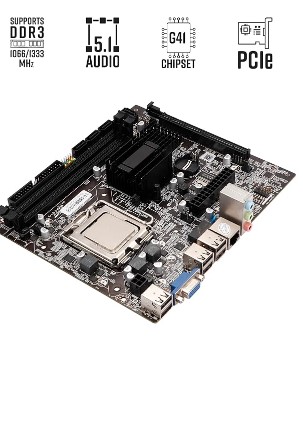 SUPPORTS
DDR3
1066/1333
MHz
5.1
AUDIO
G41
CHIPSET
PCIe